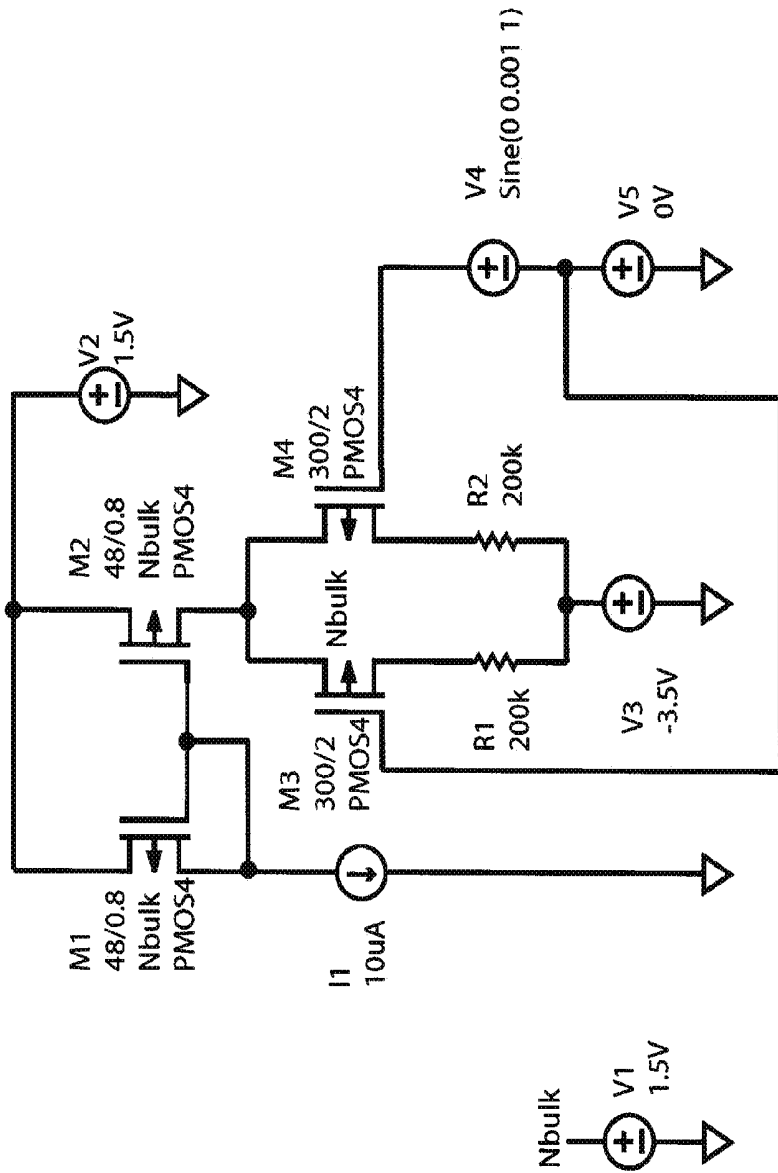 M1
48/0.8
Nbulk
PMOS4
M2
48/0.8
Nbulk
PMOS4
V2
1.5V
I1
10uA
M3
300/2
PMOS4
Nbulk
M4
300/2
PMOS4
V4
Sine(0 0.001 1)
R1
200k
R2
200k
V5
0V
V3
-3.5V
Nbulk
V1
1.5V